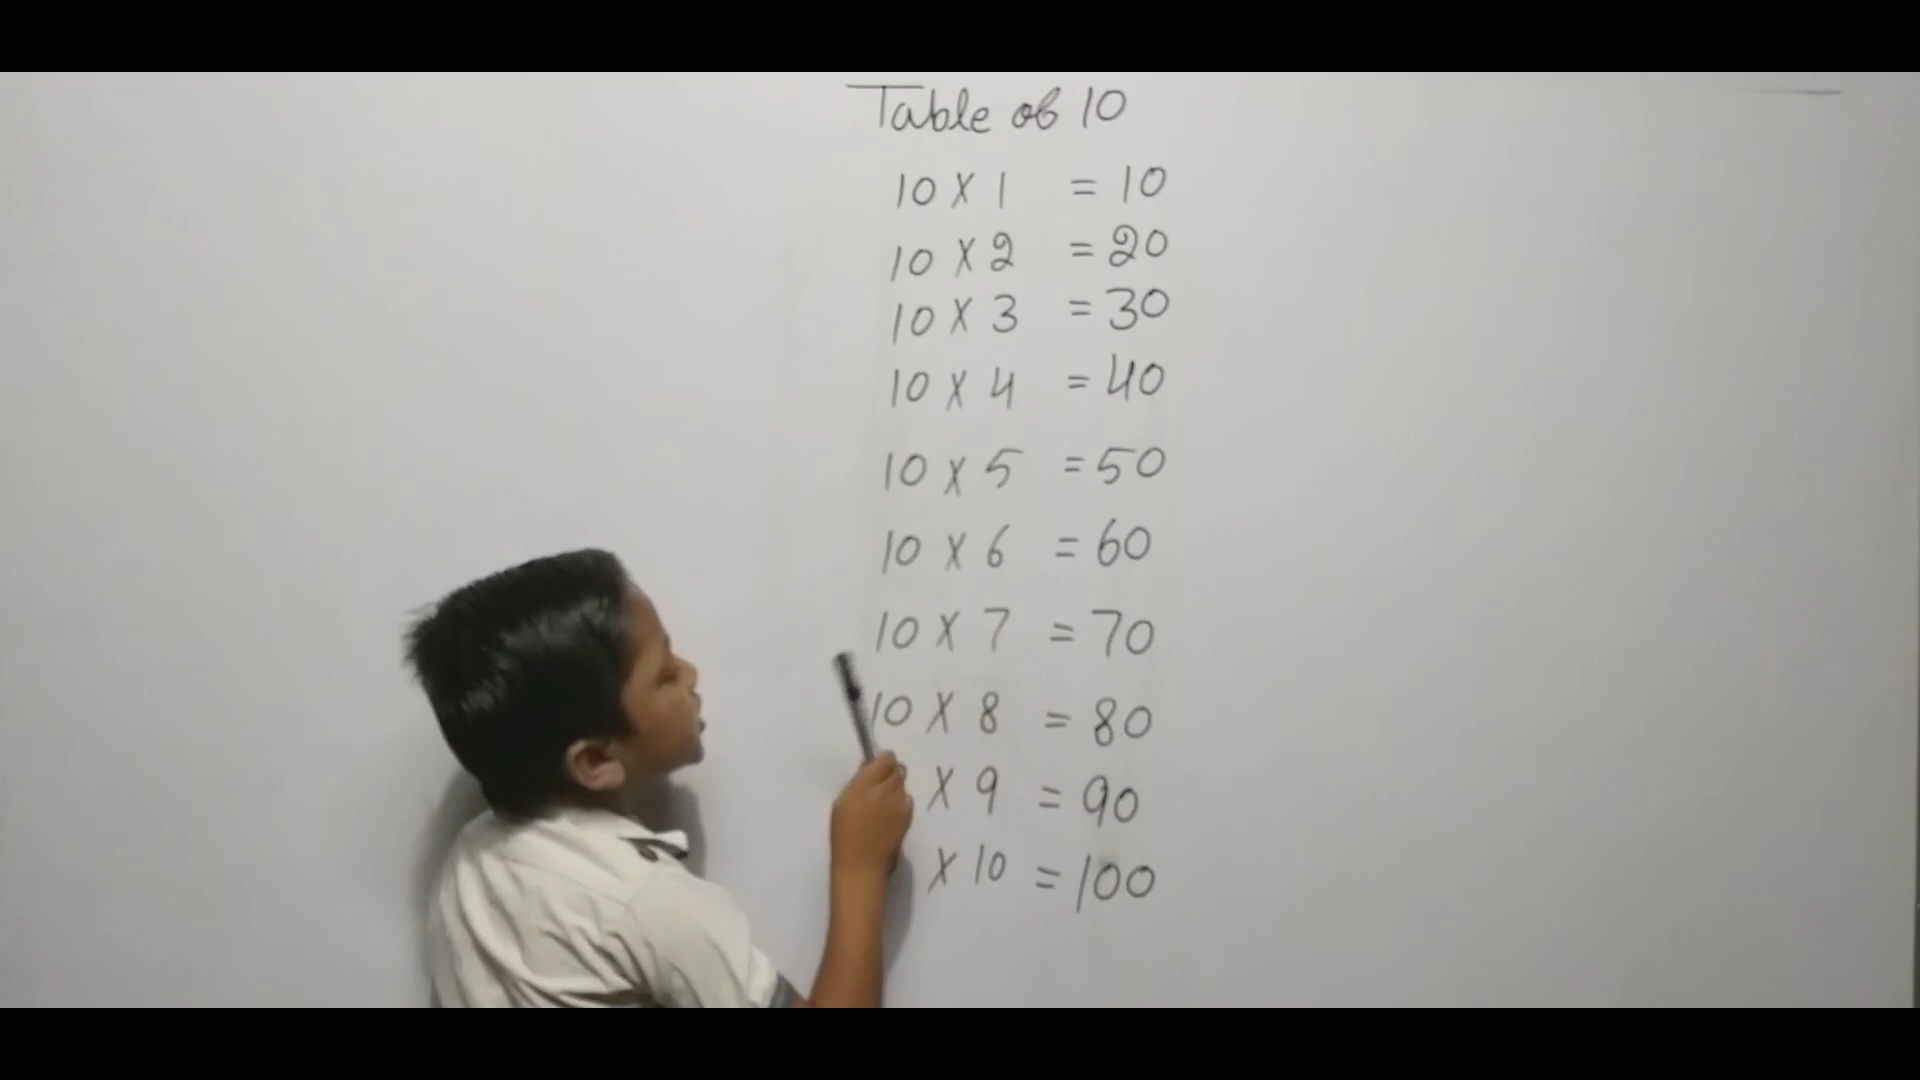 Table of 10
10 X 1 = 10
10 X 2 = 20
10 X 3 = 30
10 X 4 = 40
10 X 5 = 50
10 X 6 = 60
10 X 7 = 70
10 X 8 = 80
X 9 = 90
X 10 = 100